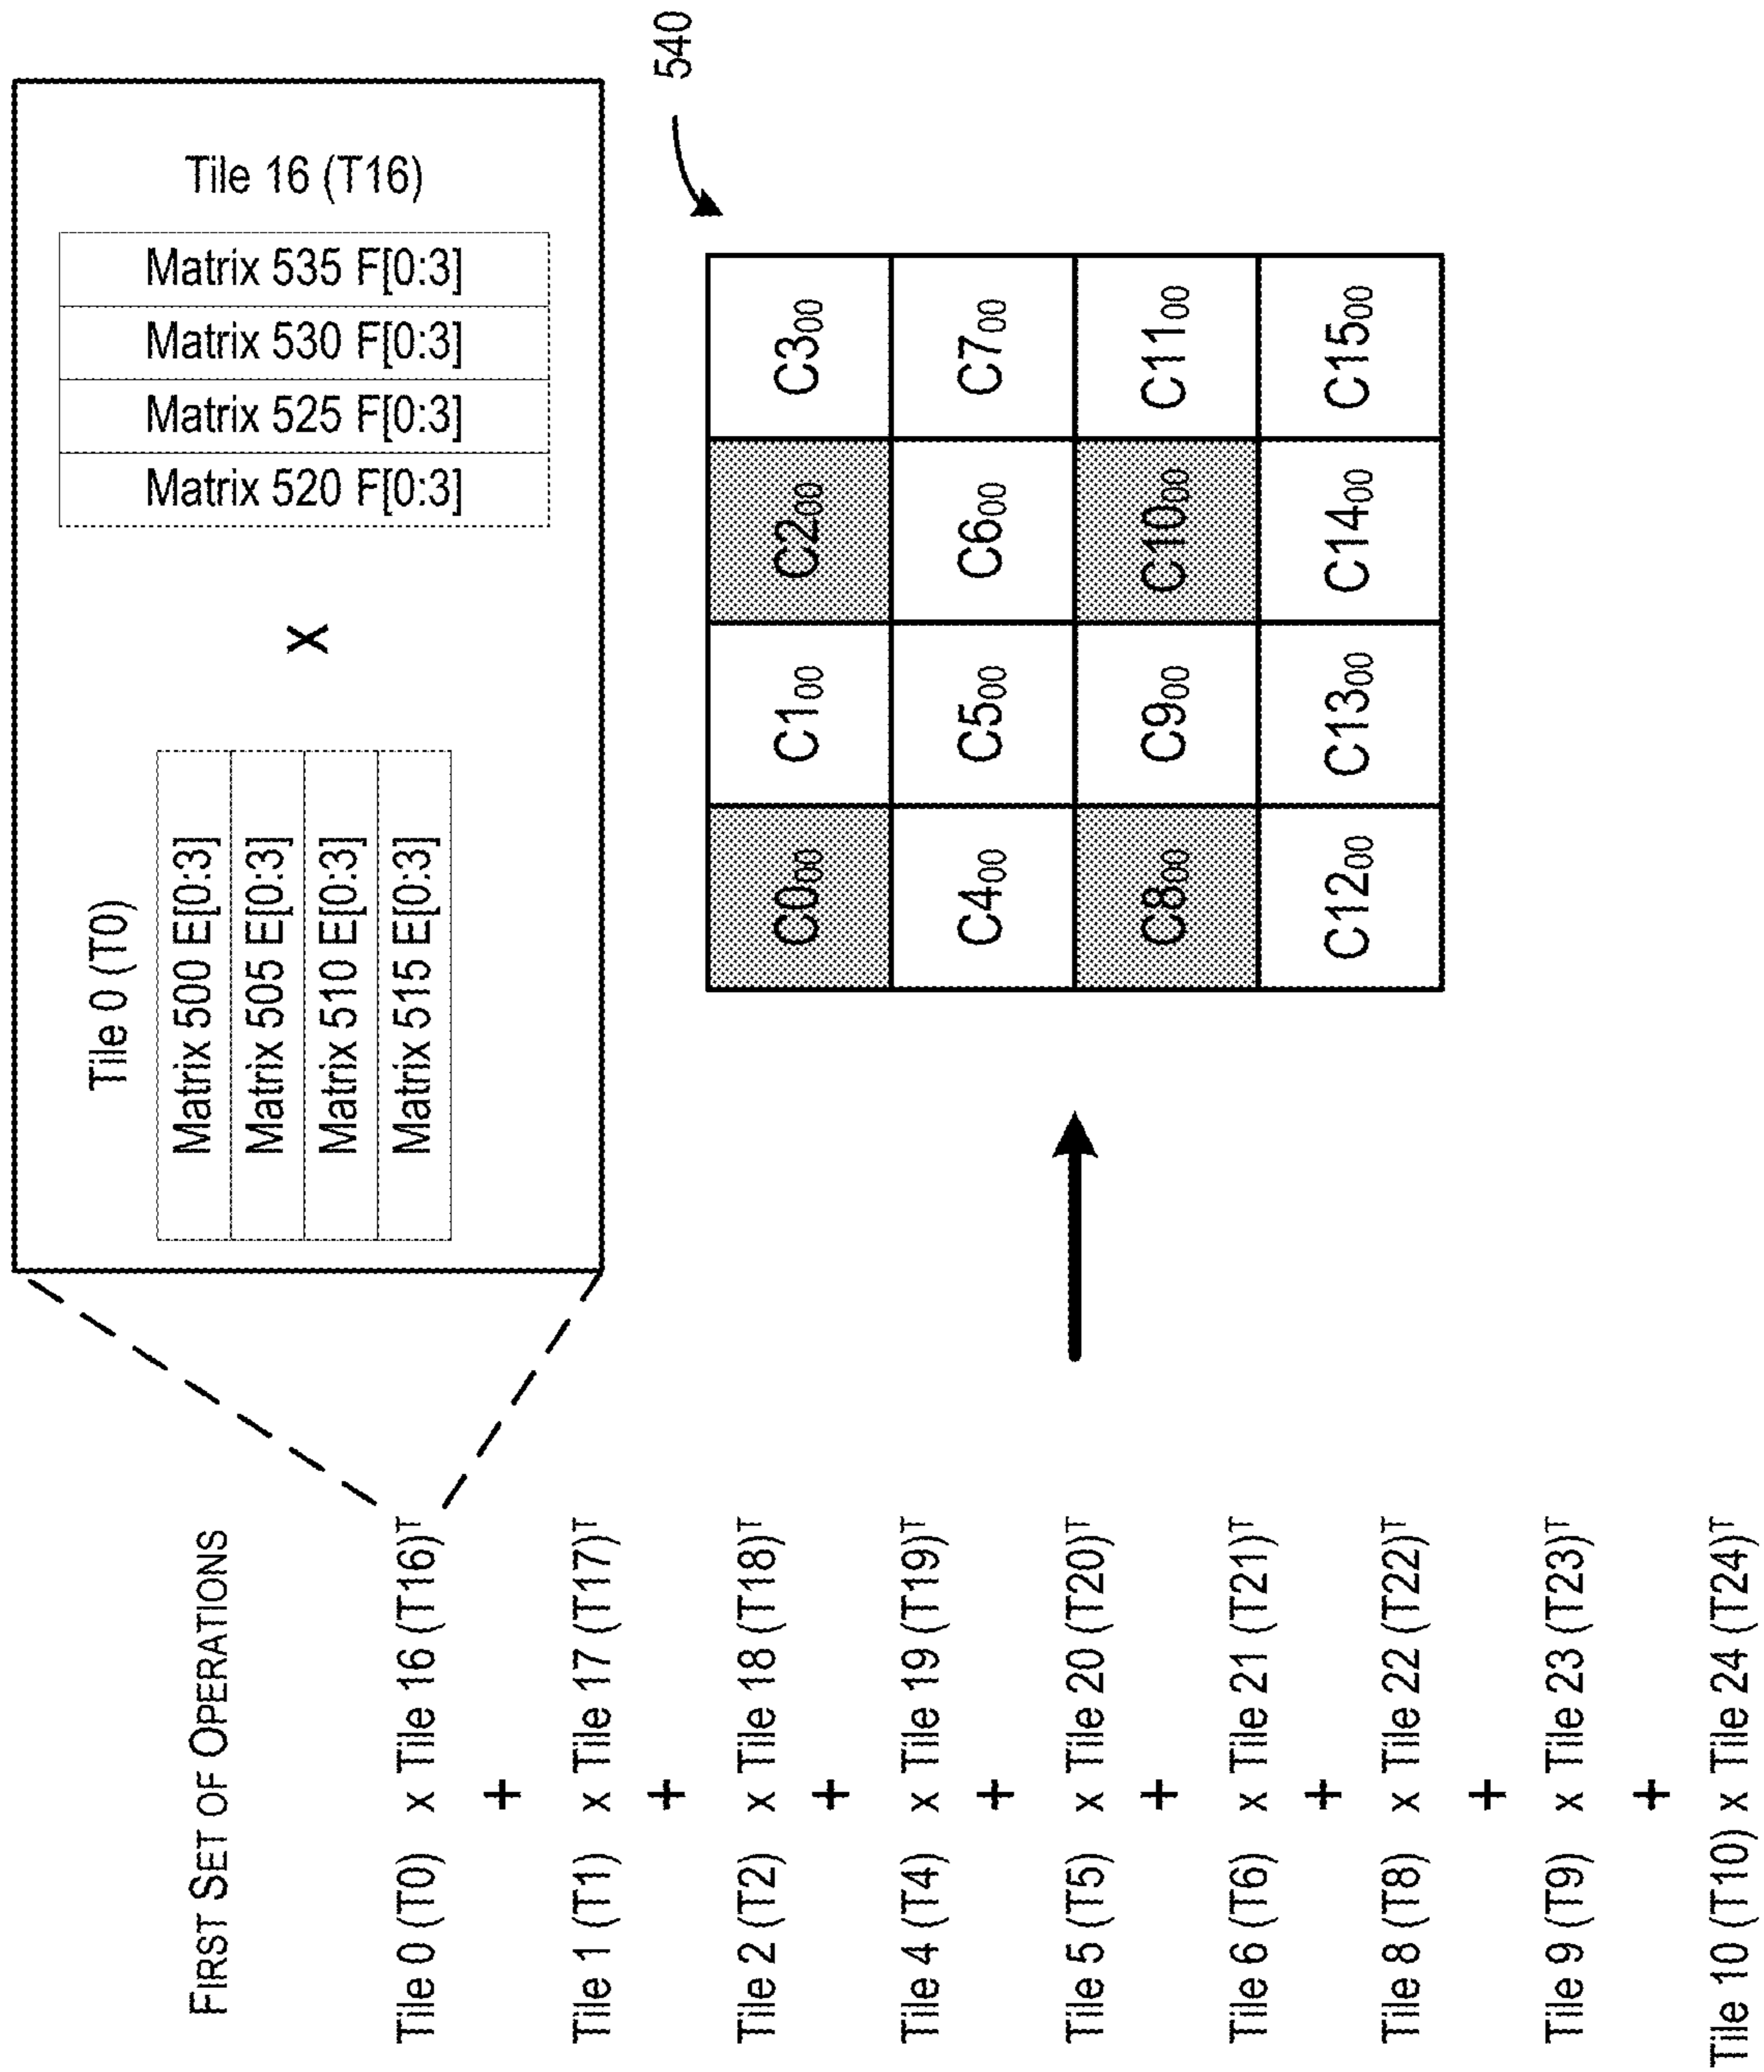 FIRST SET OF OPERATIONS
Tile 0 (T0) x Tile 16 (T16)ᵀ
+
Tile 1 (T1) x Tile 17 (T17)ᵀ
+
Tile 2 (T2) x Tile 18 (T18)ᵀ
+
Tile 4 (T4) x Tile 19 (T19)ᵀ
+
Tile 5 (T5) x Tile 20 (T20)ᵀ
+
Tile 6 (T6) x Tile 21 (T21)ᵀ
+
Tile 8 (T8) x Tile 22 (T22)ᵀ
+
Tile 9 (T9) x Tile 23 (T23)ᵀ
+
Tile 10 (T10) x Tile 24 (T24)ᵀ
Tile 0 (T0)
Matrix 500 E[0:3]
Matrix 505 E[0:3]
Matrix 510 E[0:3]
Matrix 515 E[0:3]
X
Matrix 520 F[0:3]
Matrix 525 F[0:3]
Matrix 530 F[0:3]
Matrix 535 F[0:3]
Tile 16 (T16)
540
C0₀₀ C1₀₀ C2₀₀ C3₀₀
C4₀₀ C5₀₀ C6₀₀ C7₀₀
C8₀₀ C9₀₀ C10₀₀ C11₀₀
C12₀₀ C13₀₀ C14₀₀ C15₀₀